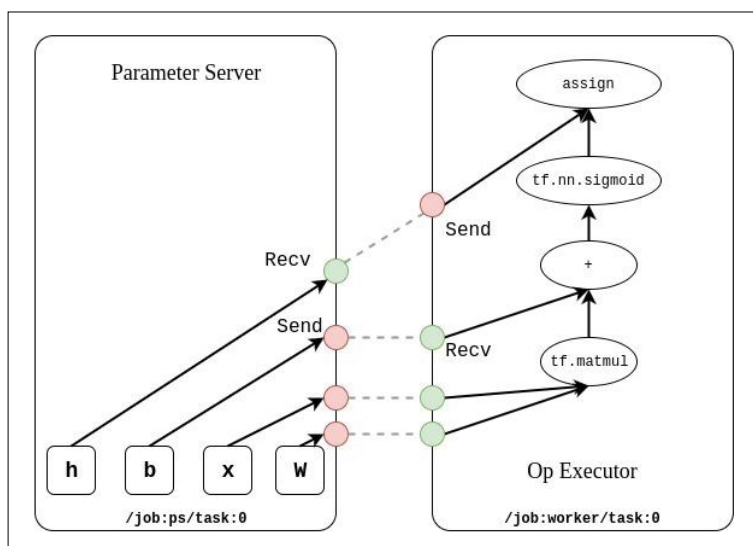 Parameter Server
Recv
Send
h
b
x
W
/job:ps/task:0
assign
tf.nn.sigmoid
Send
+
Recv
tf.matmul
Op Executor
/job:worker/task:0